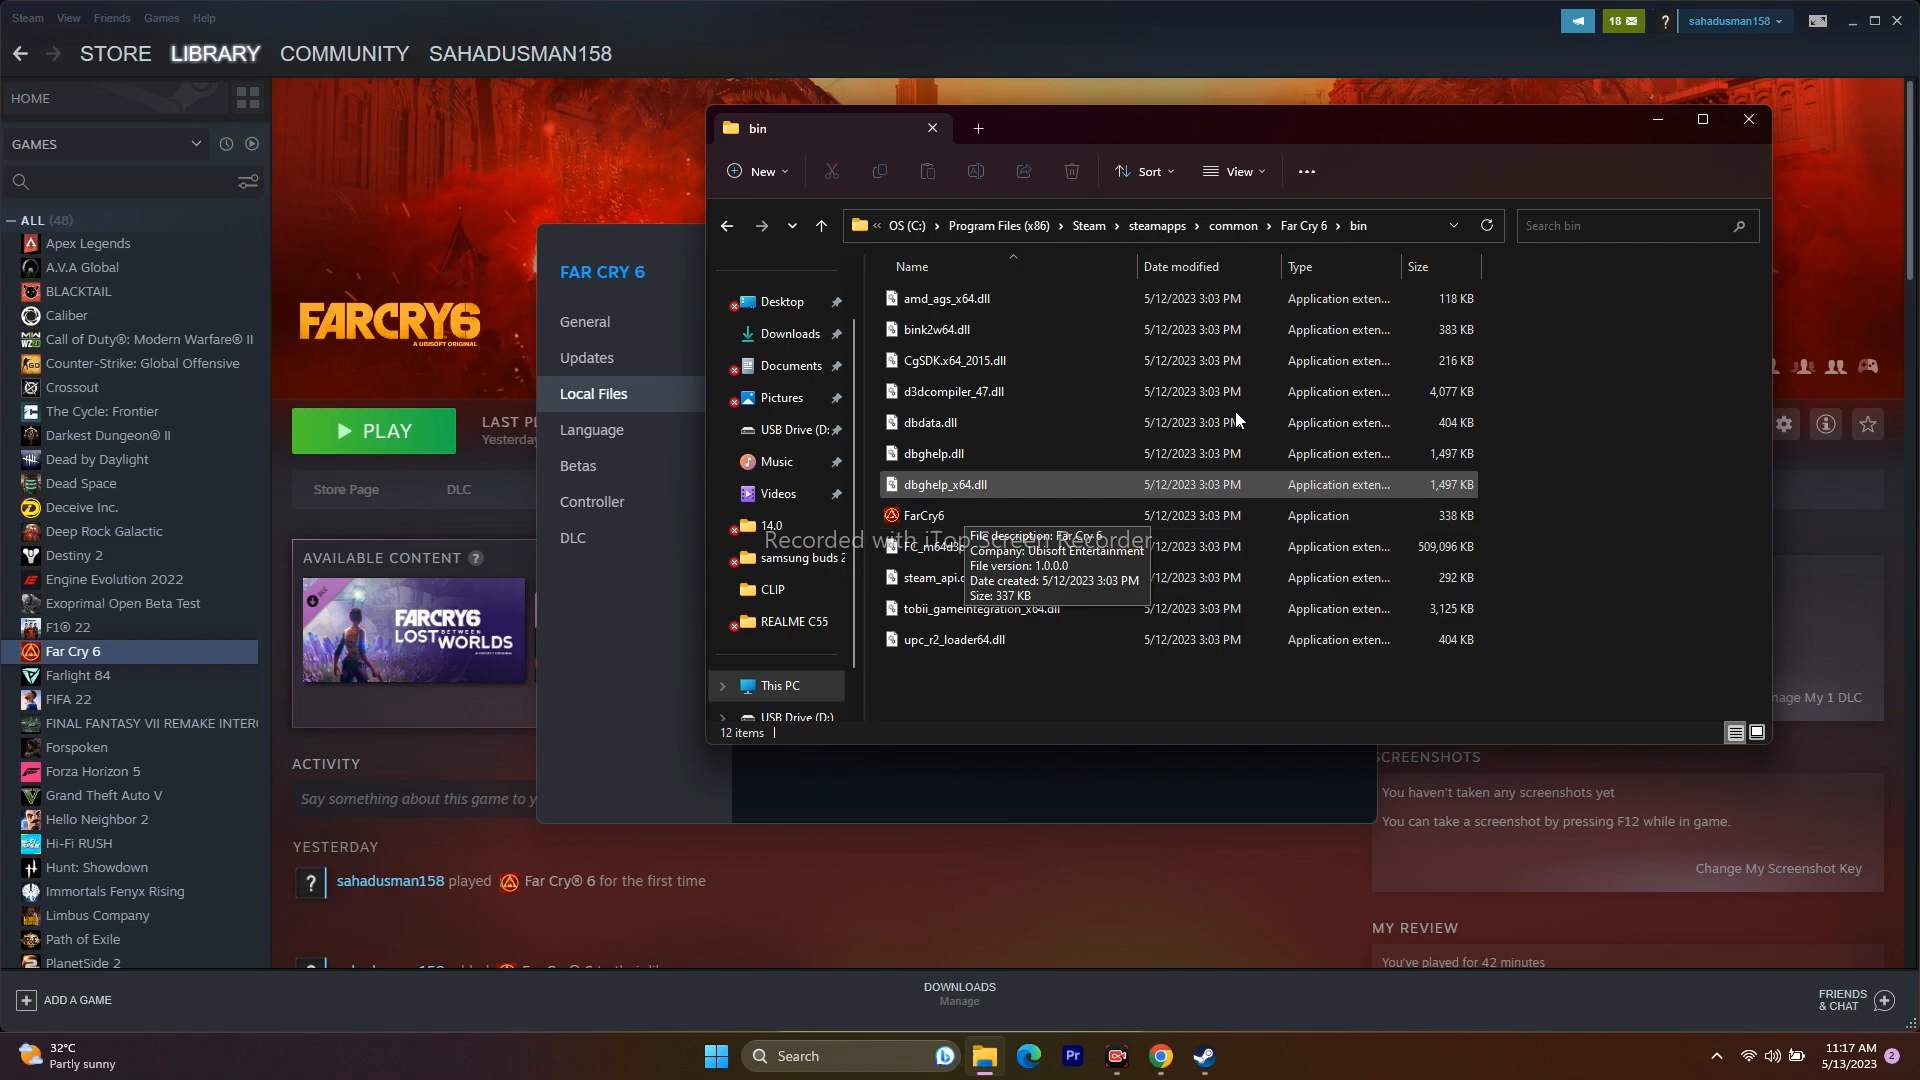 Steam View Friends Games Help
18
?
sahadusman158
STORE LIBRARY COMMUNITY SAHADUSMAN158
HOME
GAMES
ALL (48)
Apex Legends
A.V.A Global
BLACKTAIL
Caliber
Call of Duty®: Modern Warfare® II
Counter-Strike: Global Offensive
Crossout
The Cycle: Frontier
Darkest Dungeon® II
Dead by Daylight
Dead Space
Deceive Inc.
Deep Rock Galactic
Destiny 2
Engine Evolution 2022
Exoprimal Open Beta Test
F1® 22
Far Cry 6
Farlight 84
FIFA 22
FINAL FANTASY VII REMAKE INTER
Forspoken
Forza Horizon 5
Grand Theft Auto V
Hello Neighbor 2
Hi-Fi RUSH
Hunt: Showdown
Immortals Fenyx Rising
Limbus Company
Path of Exile
PlanetSide 2
ADD A GAME
FARCRY6
A UBISOFT ORIGINAL
PLAY
LAST PL
Yesterday
Store Page DLC
AVAILABLE CONTENT ?
FARCRY6
LOST BETWEEN WORLDS
ACTIVITY
Say something about this game to y
YESTERDAY
? sahadusman158 played Far Cry® 6 for the first time
FAR CRY 6
General
Updates
Local Files
Language
Betas
Controller
DLC
bin
New Sort View
OS (C:) Program Files (x86) Steam steamapps common Far Cry 6 bin
Search bin
Name Date modified Type Size
Desktop
Downloads
Documents
Pictures
USB Drive (D:
Music
Videos
14.0
samsung buds 2
CLIP
REALME C55
This PC
USB Drive (D:)
amd_ags_x64.dll 5/12/2023 3:03 PM Application exten... 118 KB
bink2w64.dll 5/12/2023 3:03 PM Application exten... 383 KB
CgSDK.x64_2015.dll 5/12/2023 3:03 PM Application exten... 216 KB
d3dcompiler_47.dll 5/12/2023 3:03 PM Application exten... 4,077 KB
dbdata.dll 5/12/2023 3:03 PM Application exten... 404 KB
dbghelp.dll 5/12/2023 3:03 PM Application exten... 1,497 KB
dbghelp_x64.dll 5/12/2023 3:03 PM Application exten... 1,497 KB
FarCry6 5/12/2023 3:03 PM Application 338 KB
FC_m64d3 /12/2023 3:03 PM Application exten... 509,096 KB
steam_api. /12/2023 3:03 PM Application exten... 292 KB
tobii_gameintegration_x64.dll 5/12/2023 3:03 PM Application exten... 3,125 KB
upc_r2_loader64.dll 5/12/2023 3:03 PM Application exten... 404 KB
File description: Far Cry 6
Company: Ubisoft Entertainment
File version: 1.0.0.0
Date created: 5/12/2023 3:03 PM
Size: 337 KB
Recorded with iTop Screen Recorder
12 items
nage My 1 DLC
SCREENSHOTS
You haven't taken any screenshots yet
You can take a screenshot by pressing F12 while in game.
Change My Screenshot Key
MY REVIEW
You've played for 42 minutes
DOWNLOADS
Manage
FRIENDS
& CHAT
32°C
Partly sunny
Search
Pr
11:17 AM
5/13/2023
2